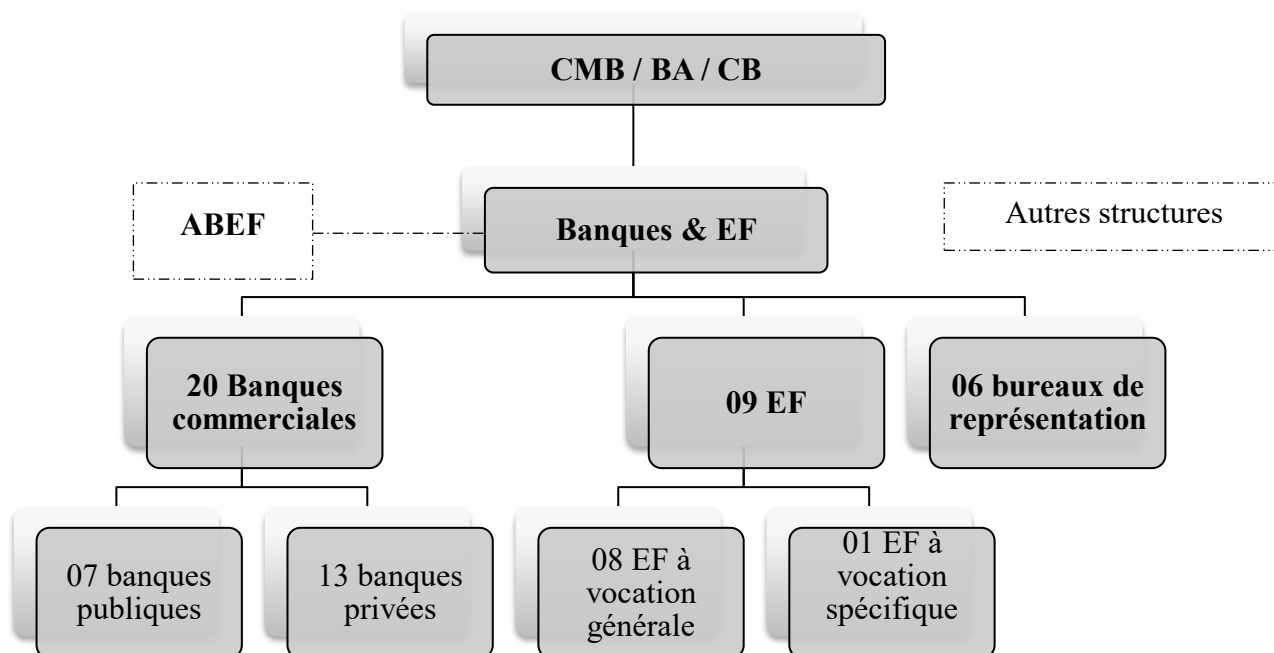 CMB / BA / CB
ABEF
Banques & EF
Autres structures
20 Banques
commerciales
09 EF
06 bureaux de
représentation
07 banques
publiques
13 banques
privées
08 EF à
vocation
générale
01 EF à
vocation
spécifique